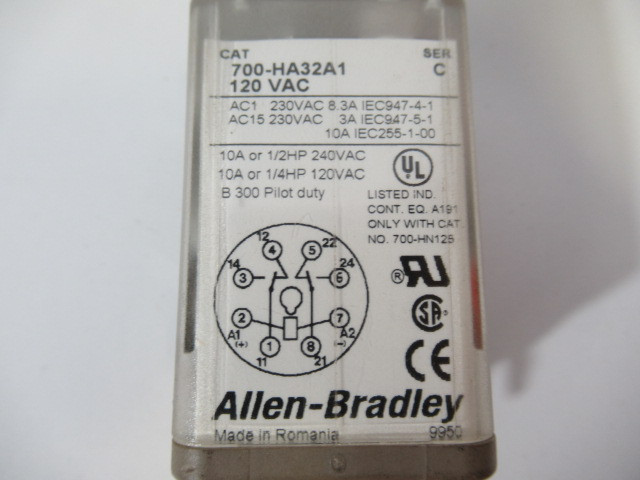 CAT SER
700-HA32A1 C
120 VAC
AC1 230VAC 8.3A IEC947-4-1
AC15 230VAC 3A IEC947-5-1
10A IEC255-1-00
10A or 1/2HP 240VAC
10A or 1/4HP 120VAC
B 300 Pilot duty
UL
LISTED IND.
CONT. EQ. A191
ONLY WITH CAT.
NO. 700-HN125
12 4 5 22
14 3 6 24
2 7
A1 (+) A2 (-)
1 8
11 21
® RU
SA
CE
Allen-Bradley
Made in Romania 9950